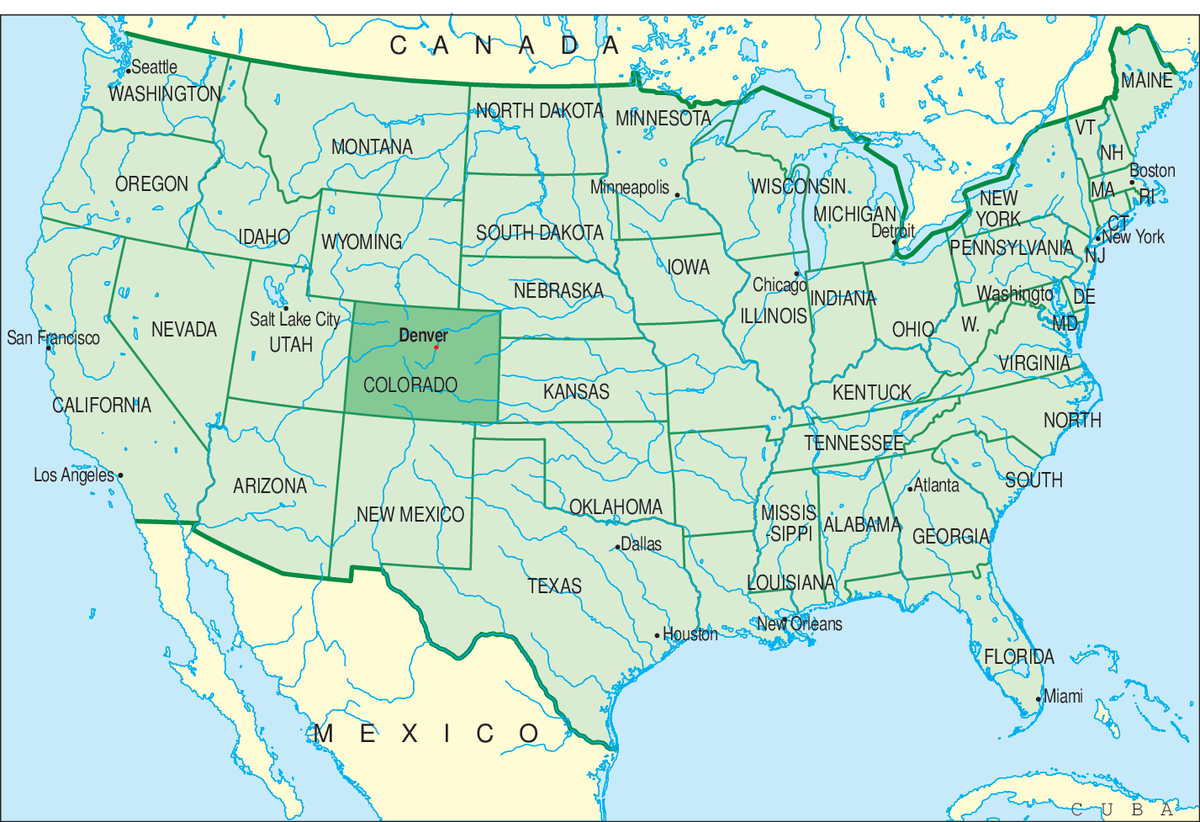 CANADA
Seattle
WASHINGTON
MAINE
NORTH DAKOTA
MINNESOTA
VT
MONTANA
NH
Boston
OREGON
Minneapolis
WISCONSIN
MA
RI
NEW
YORK
MICHIGAN
CT
Detroit
IDAHO
WYOMING
SOUTH DAKOTA
New York
PENNSYLVANIA
NJ
IOWA
Chicago
NEBRASKA
INDIANA
Washingto
DE
Salt Lake City
ILLINOIS
MD
NEVADA
OHIO
W.
San Francisco
Denver
UTAH
VIRGINIA
COLORADO
KANSAS
KENTUCK
CALIFORNIA
NORTH
TENNESSEE
Los Angeles
ARIZONA
SOUTH
Atlanta
NEW MEXICO
OKLAHOMA
MISSIS
-SIPPI
ALABAMA
GEORGIA
Dallas
TEXAS
LOUISIANA
New Orleans
Houston
FLORIDA
Miami
MEXICO
CUBA